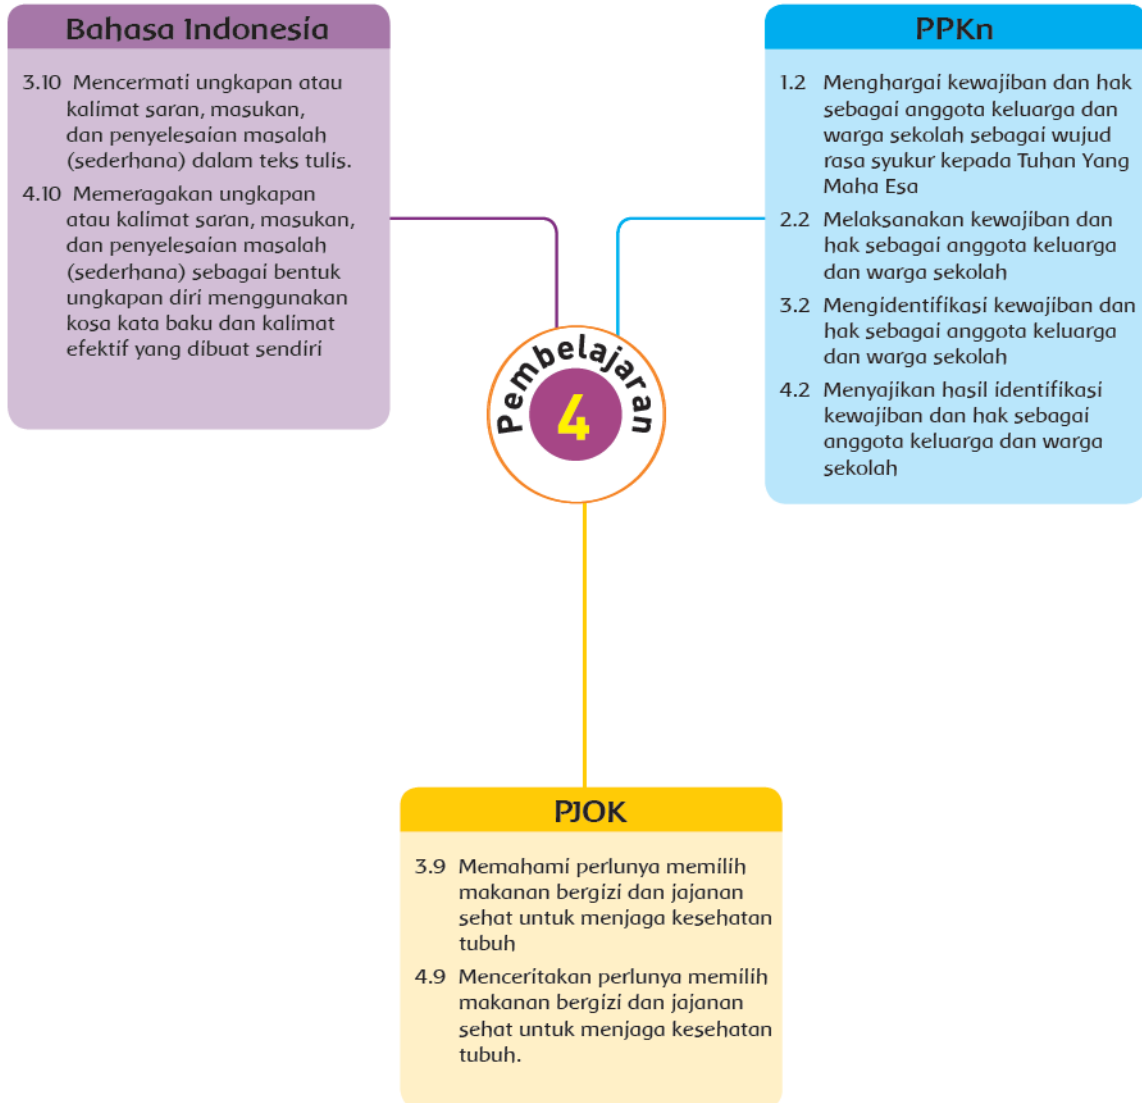 Bahasa Indonesia
3.10 Mencermati ungkapan atau
kalimat saran, masukan,
dan penyelesaian masalah
(sederhana) dalam teks tulis.
4.10 Memeragakan ungkapan
atau kalimat saran, masukan,
dan penyelesaian masalah
(sederhana) sebagai bentuk
ungkapan diri menggunakan
kosa kata baku dan kalimat
efektif yang dibuat sendiri
PPKn
1.2 Menghargai kewajiban dan hak
sebagai anggota keluarga dan
warga sekolah sebagai wujud
rasa syukur kepada Tuhan Yang
Maha Esa
2.2 Melaksanakan kewajiban dan
hak sebagai anggota keluarga
dan warga sekolah
3.2 Mengidentifikasi kewajiban dan
hak sebagai anggota keluarga
dan warga sekolah
4.2 Menyajikan hasil identifikasi
kewajiban dan hak sebagai
anggota keluarga dan warga
sekolah
Pembelajaran
4
PJOK
3.9 Memahami perlunya memilih
makanan bergizi dan jajanan
sehat untuk menjaga kesehatan
tubuh
4.9 Menceritakan perlunya memilih
makanan bergizi dan jajanan
sehat untuk menjaga kesehatan
tubuh.